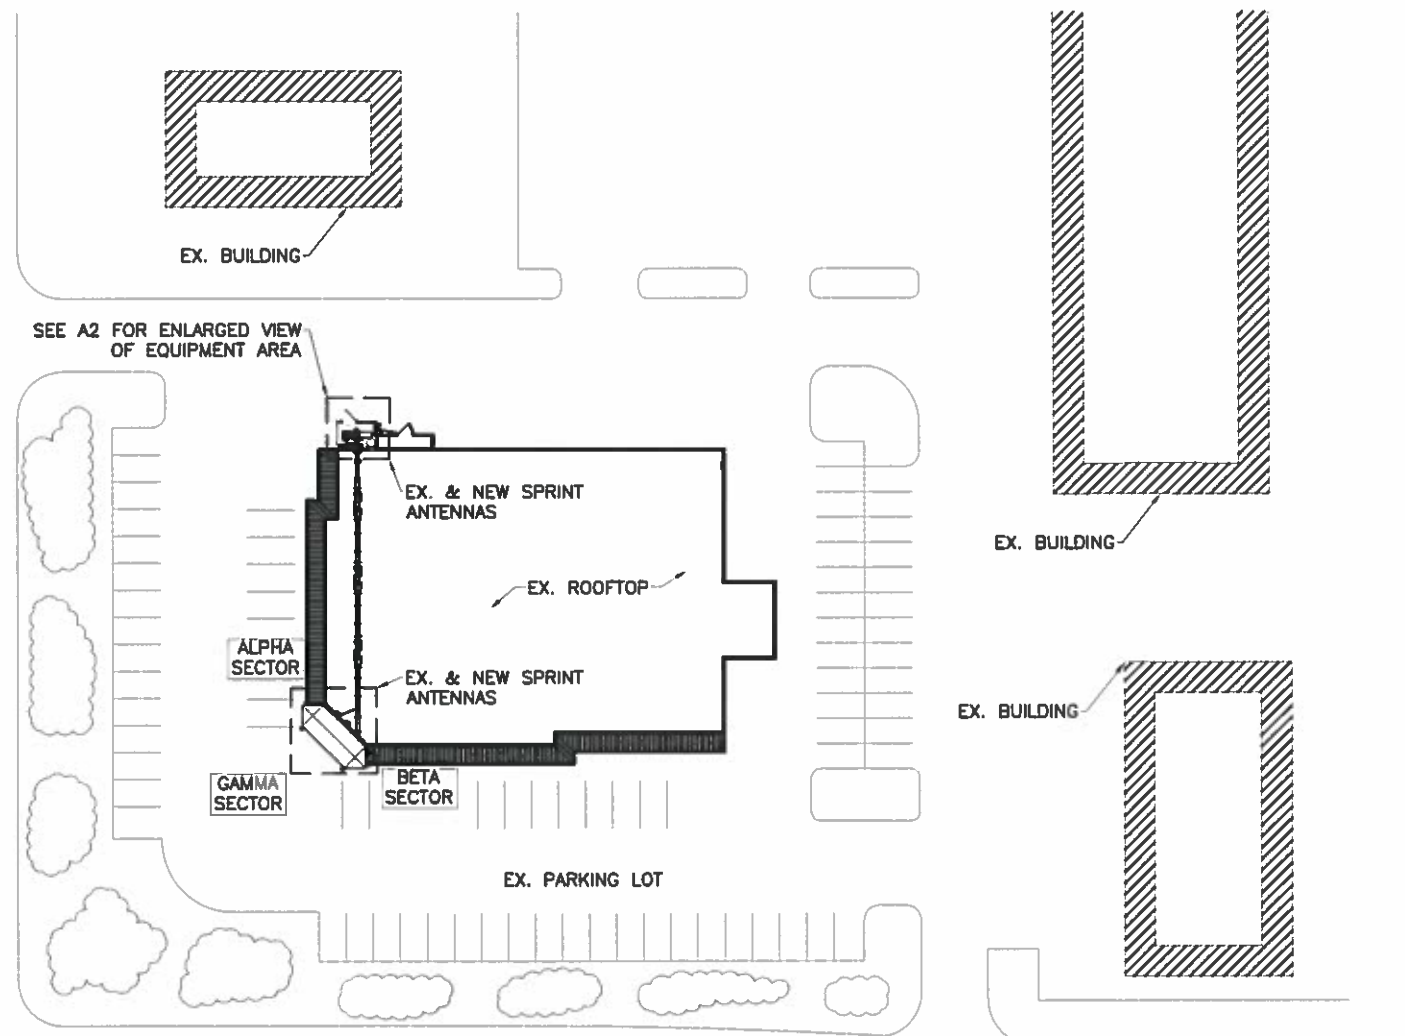 EX. BUILDING
SEE A2 FOR ENLARGED VIEW
OF EQUIPMENT AREA
EX. & NEW SPRINT
ANTENNAS
EX. BUILDING
EX. ROOFTOP
ALPHA
SECTOR
EX. & NEW SPRINT
ANTENNAS
EX. BUILDING
GAMMA
SECTOR
BETA
SECTOR
EX. PARKING LOT